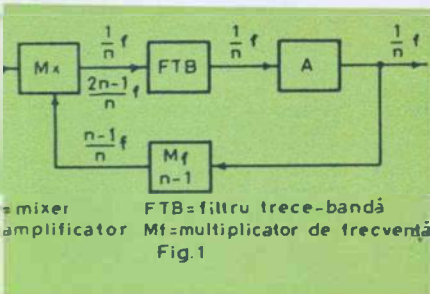 1/n f 1/n f 1/n f
Mx FTB A
2n-1/n f
n-1/n f
Mf n-1
=mixer FTB=filtru trece-bandă
amplificator Mf=multiplicator de frecvență
Fig.1